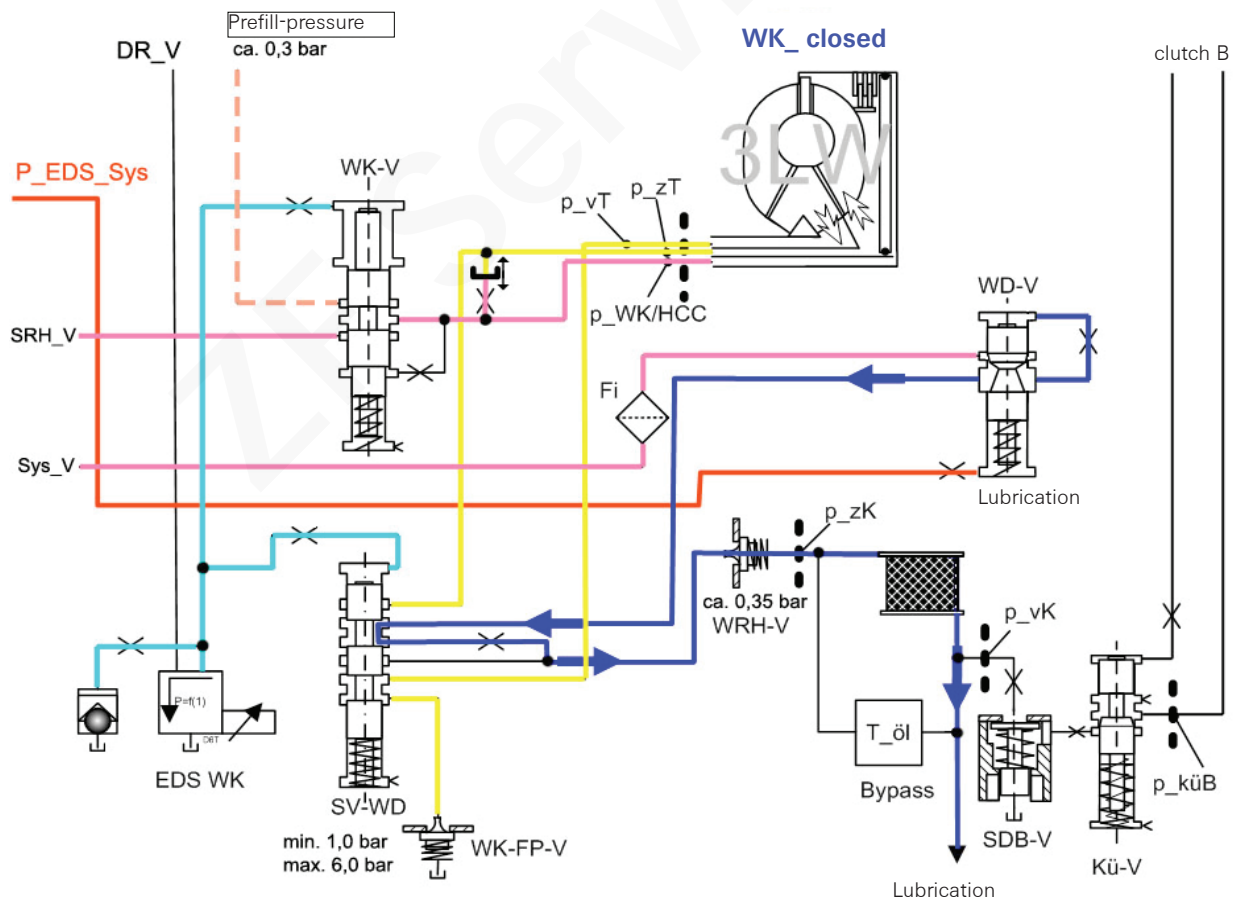 Prefill-pressure
DR_V
ca. 0,3 bar
WK_ closed
clutch B
3LW
P_EDS_Sys
WK-V
p_vT
p_zT
SRH_V
p_WK/HCC
WD-V
Fi
Sys_V
Lubrication
p_zK
ca. 0,35 bar
WRH-V
p_vK
P=f(1)
D6T
EDS WK
SV-WD
T_öl
Bypass
p_küB
min. 1,0 bar
max. 6,0 bar
WK-FP-V
SDB-V
Kü-V
Lubrication